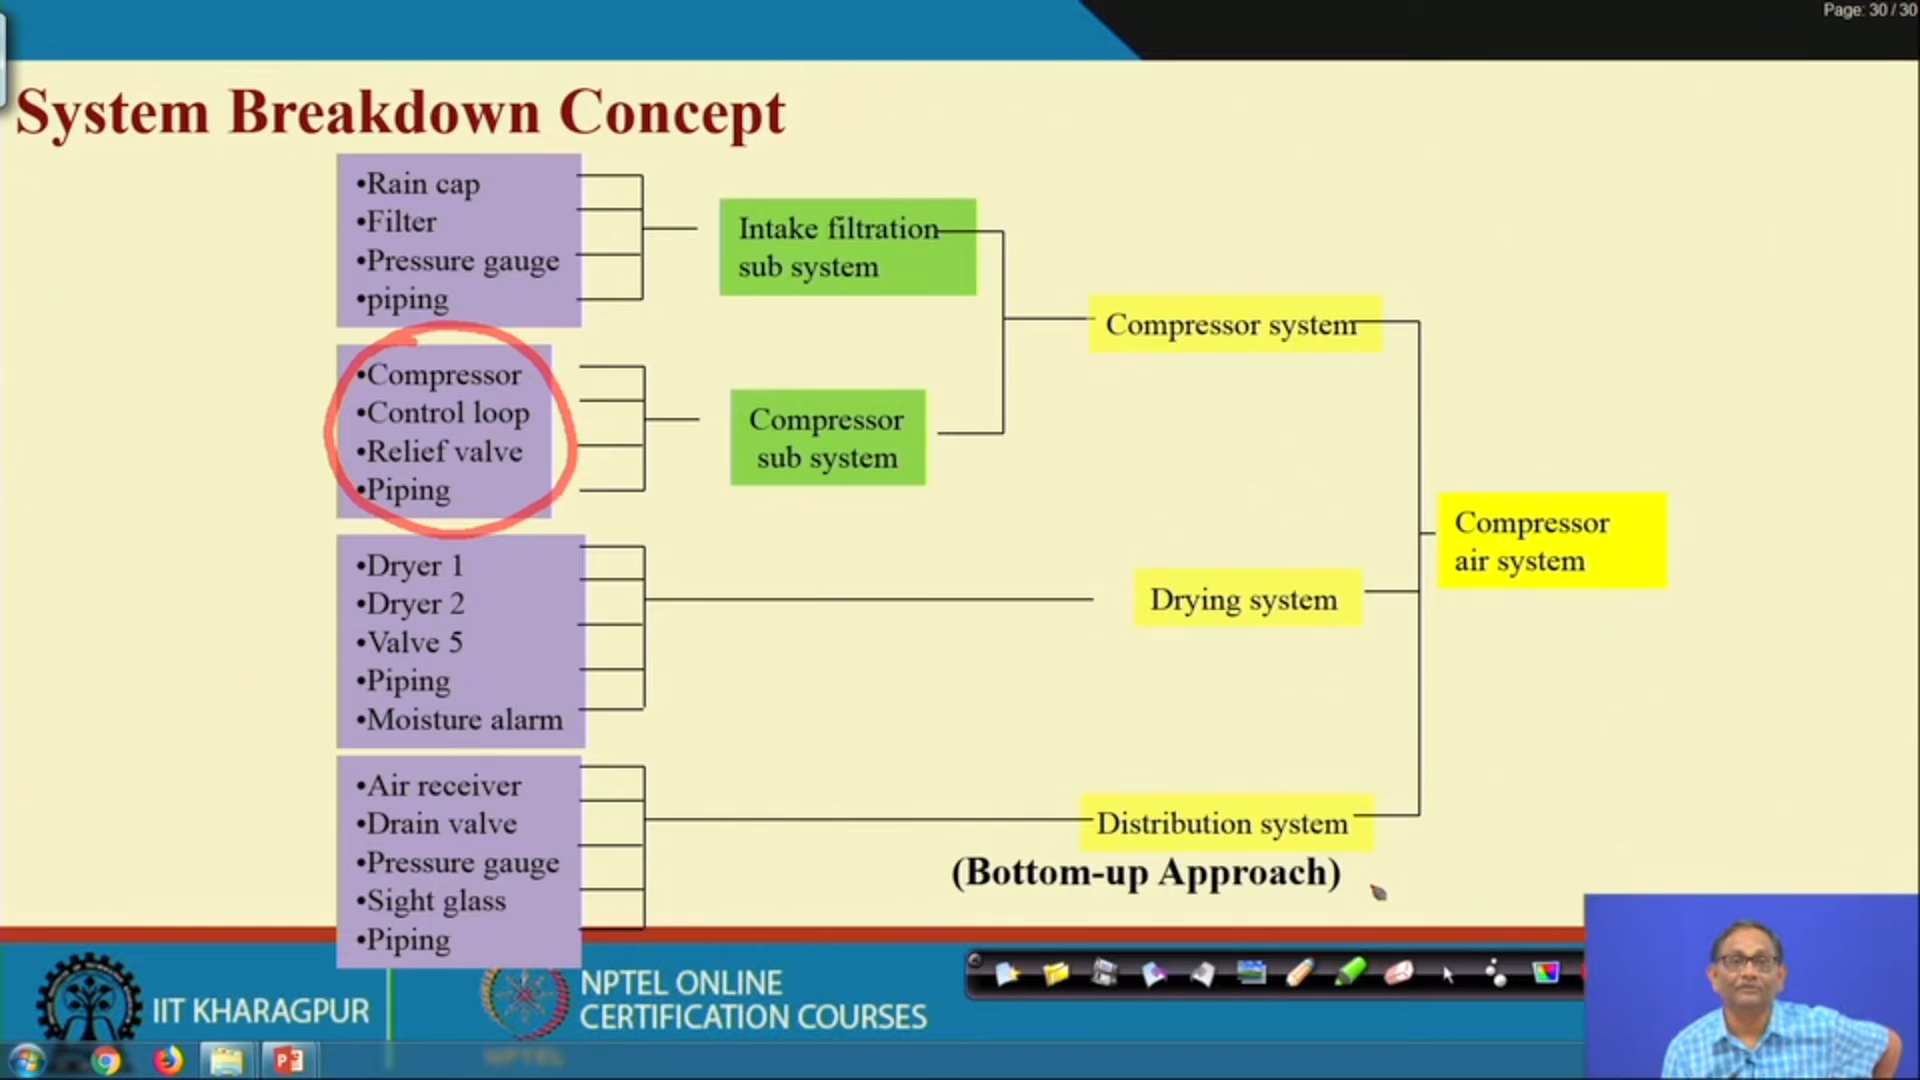 Page: 30 / 30
System Breakdown Concept
•Rain cap
•Filter
•Pressure gauge
•piping
Intake filtration
sub system
Compressor system
•Compressor
•Control loop
•Relief valve
•Piping
Compressor
sub system
Compressor
air system
•Dryer 1
•Dryer 2
•Valve 5
•Piping
•Moisture alarm
Drying system
•Air receiver
•Drain valve
•Pressure gauge
•Sight glass
•Piping
Distribution system
(Bottom-up Approach)
IIT KHARAGPUR
NPTEL ONLINE
CERTIFICATION COURSES
NPTEL